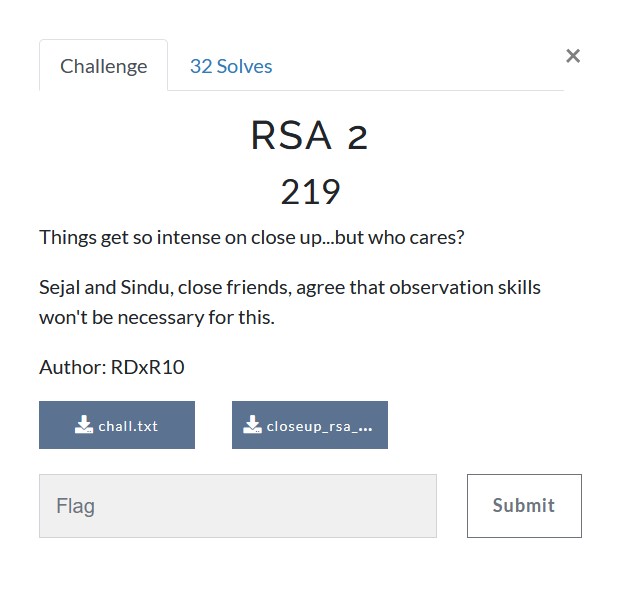 Challenge
32 Solves
×
RSA 2
219
Things get so intense on close up...but who cares?
Sejal and Sindu, close friends, agree that observation skills
won't be necessary for this.
Author: RDxR10
chall.txt
closeup_rsa_...
Flag
Submit